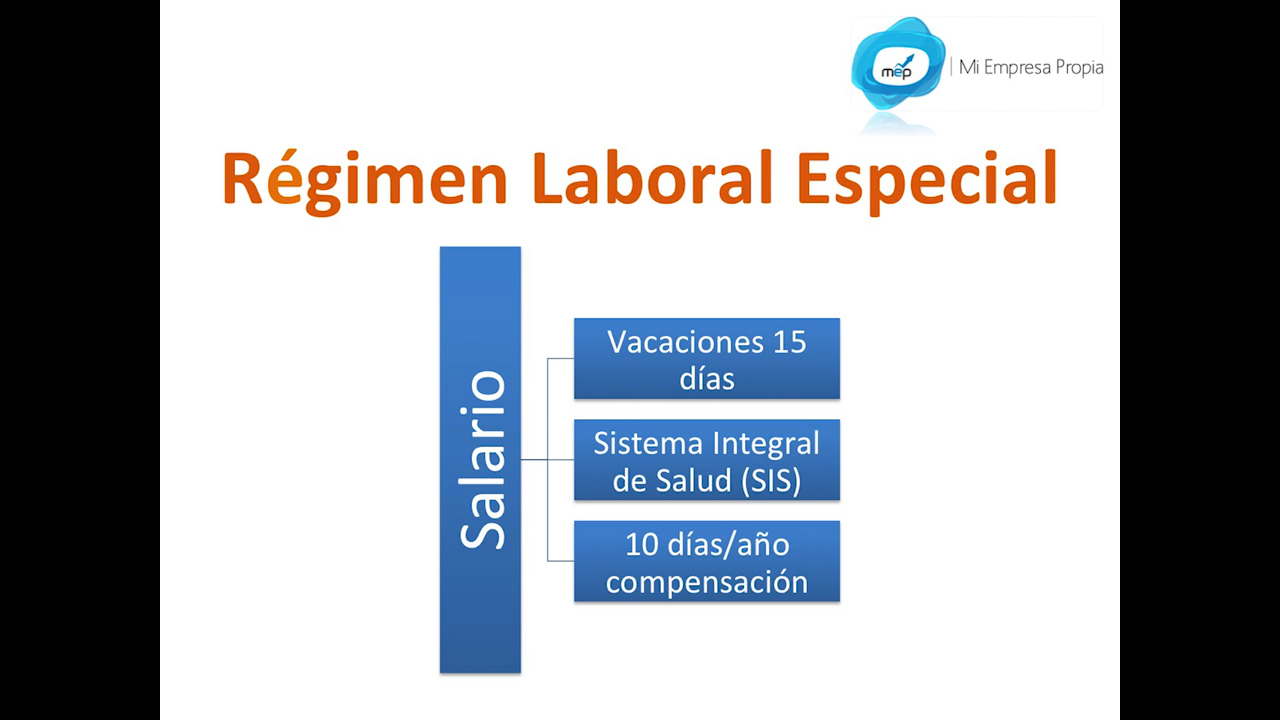 mep
| Mi Empresa Propia
Régimen Laboral Especial
Salario
Vacaciones 15
días
Sistema Integral
de Salud (SIS)
10 días/año
compensación